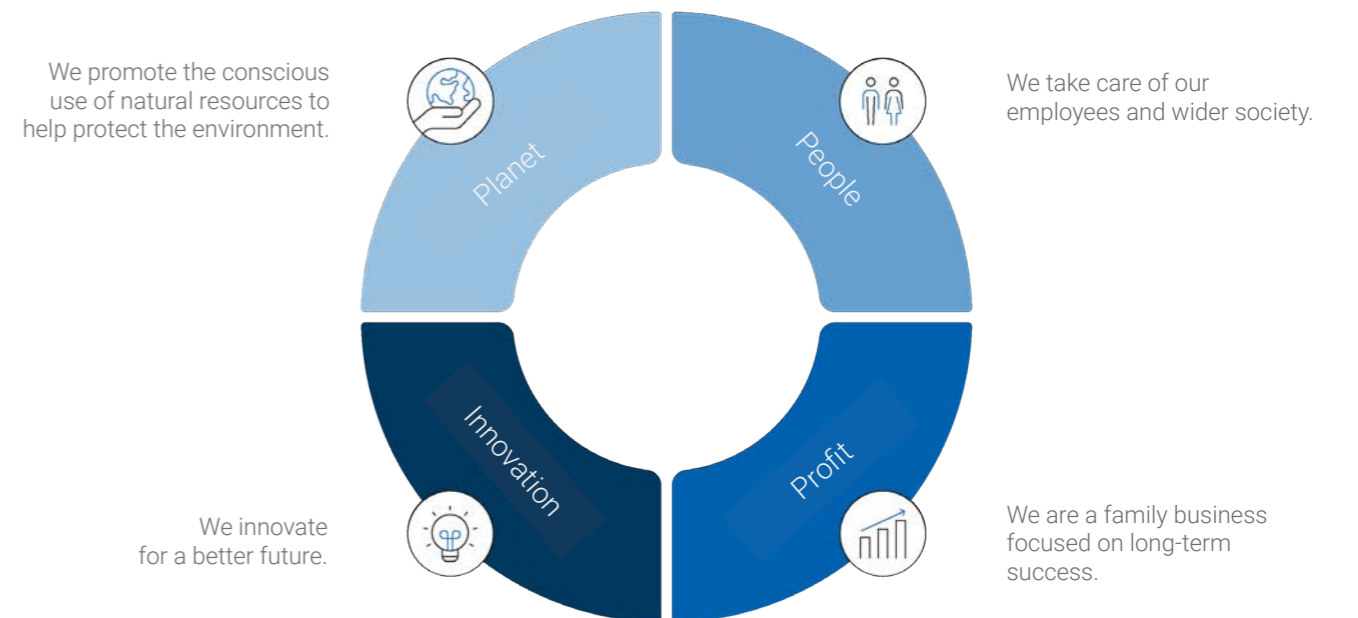 We promote the conscious
use of natural resources to
help protect the environment.
Planet
People
We take care of our
employees and wider society.
We innovate
for a better future.
Innovation
Profit
We are a family business
focused on long-term
success.